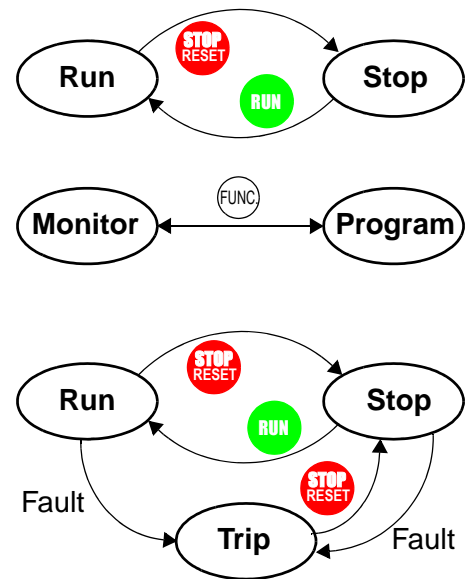 STOP
RESET
Run
Stop
RUN
FUNC.
Monitor
Program
STOP
RESET
Run
Stop
RUN
STOP
RESET
Fault
Trip
Fault